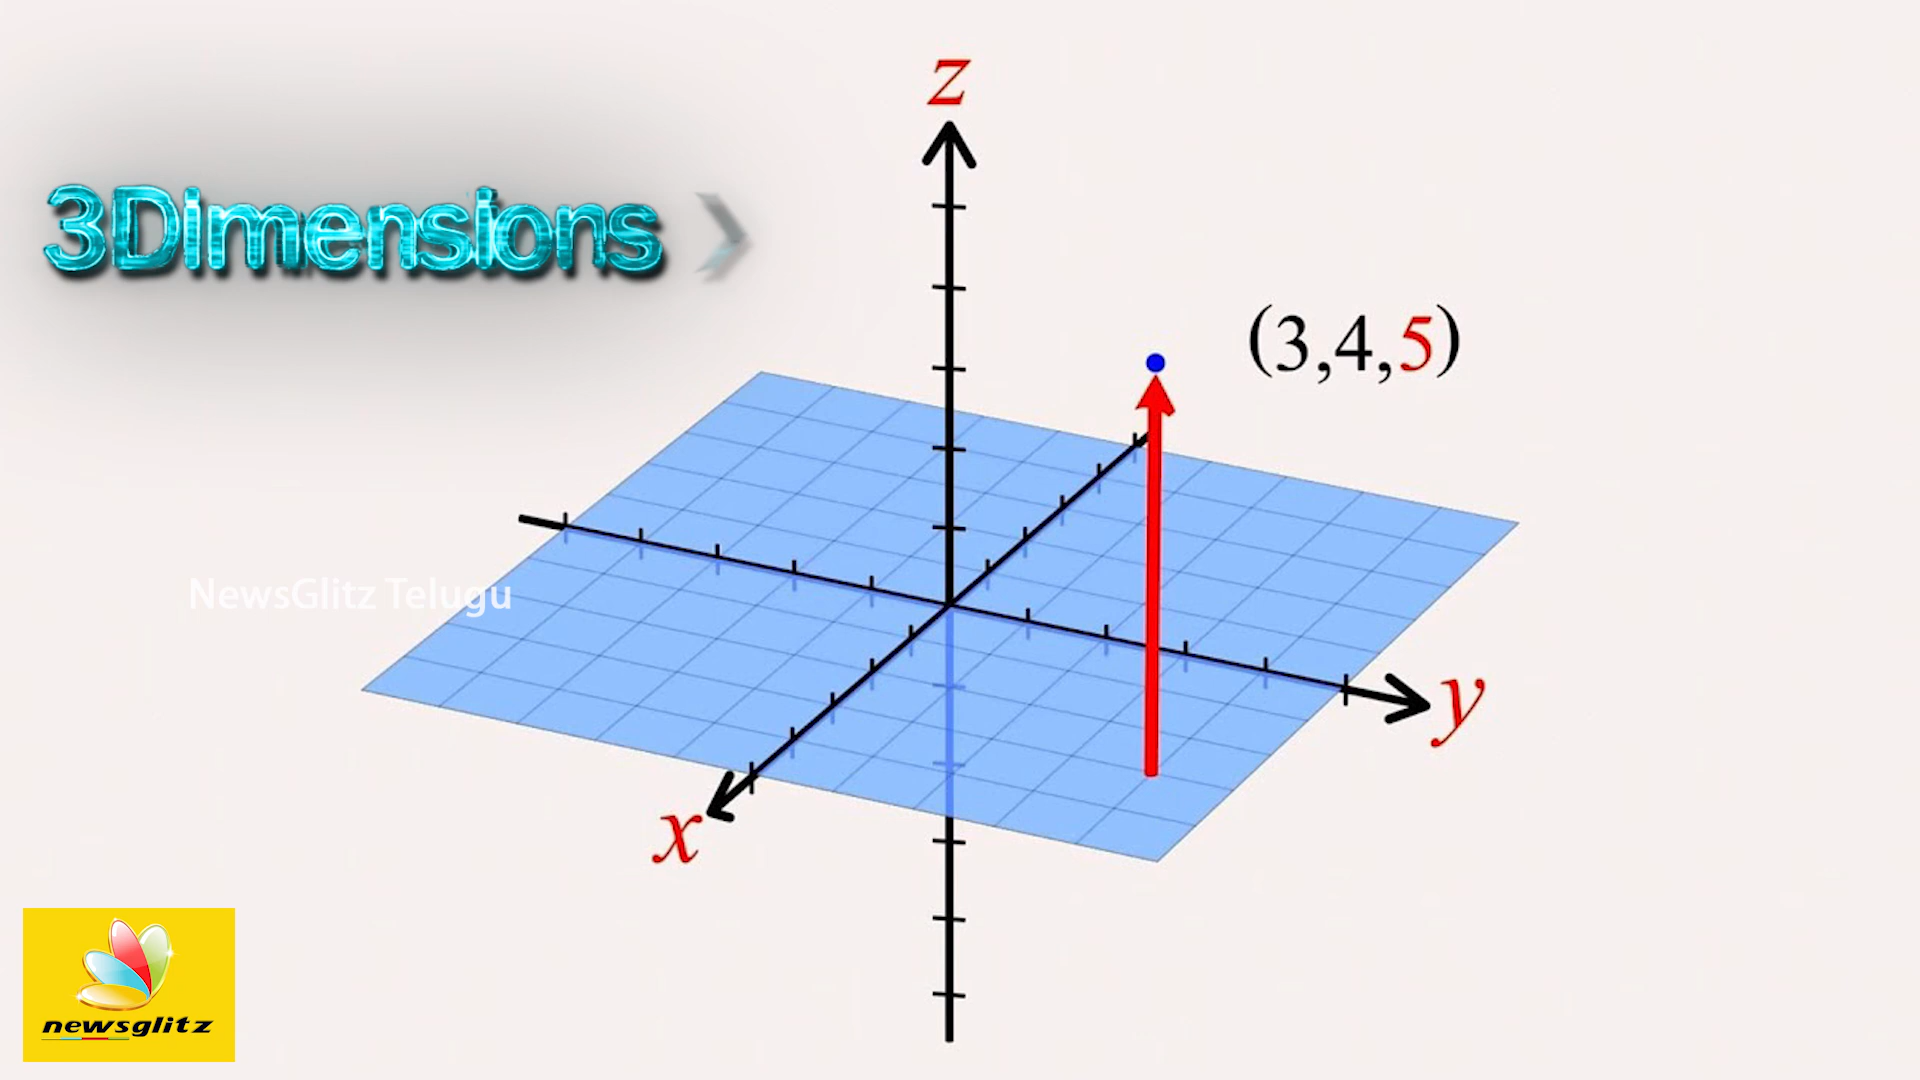 z
3Dimensions
(3,4,5)
NewsGlitz Telugu
y
x
newsglitz